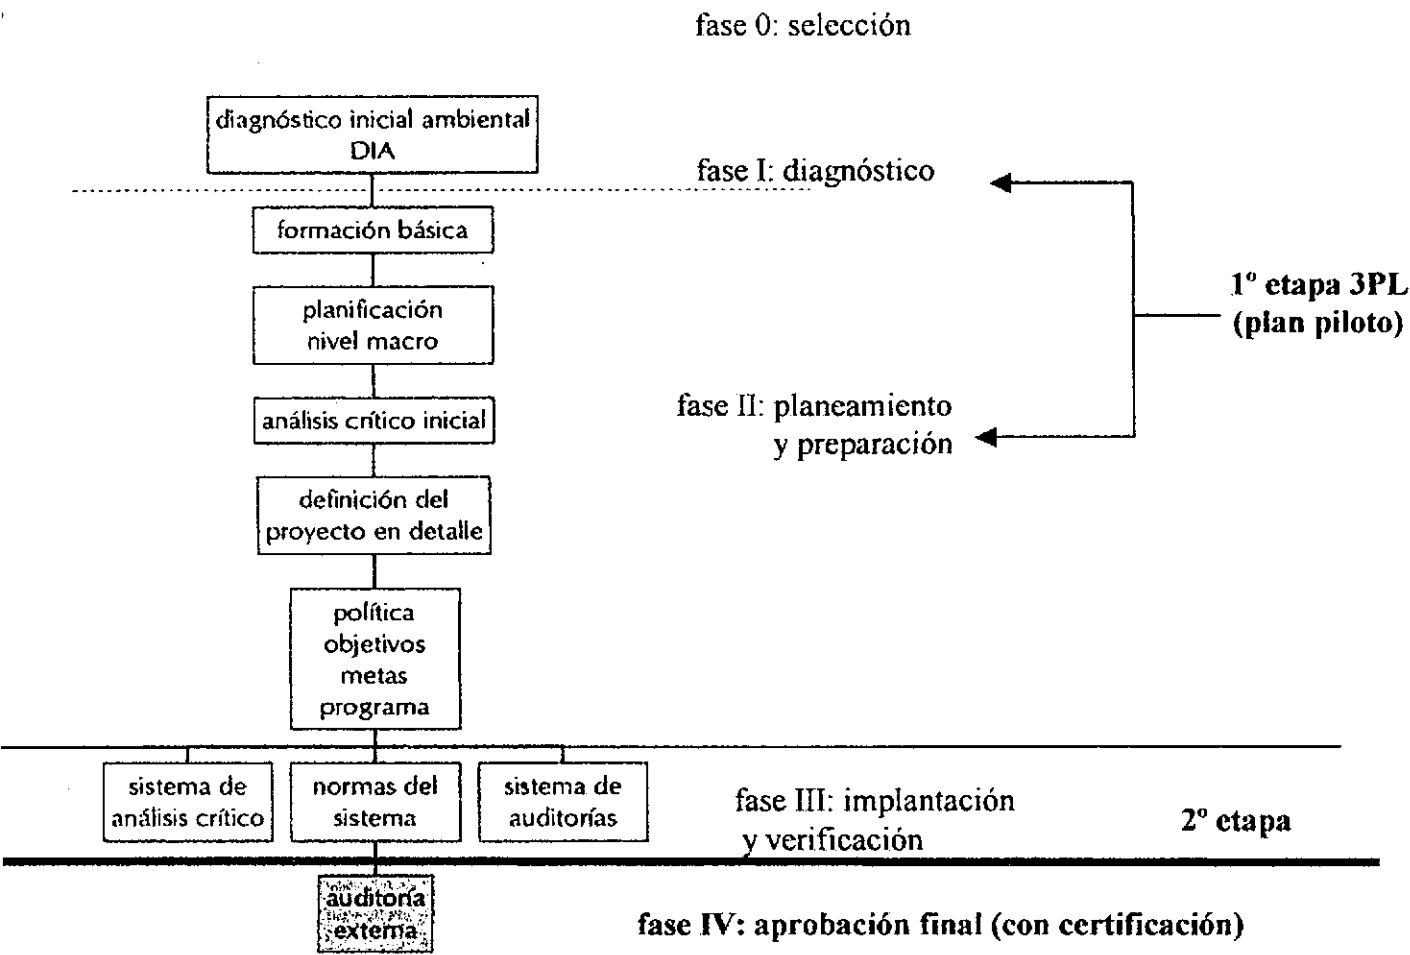 fase 0: selección
diagnóstico inicial ambiental
DIA
fase I: diagnóstico
formación básica
planificación
nivel macro
1º etapa 3PL
(plan piloto)
análisis crítico inicial
fase II: planeamiento
y preparación
definición del
proyecto en detalle
política
objetivos
metas
programa
sistema de
análisis crítico
normas del
sistema
sistema de
auditorías
fase III: implantación
y verificación
2º etapa
auditoría
externa
fase IV: aprobación final (con certificación)